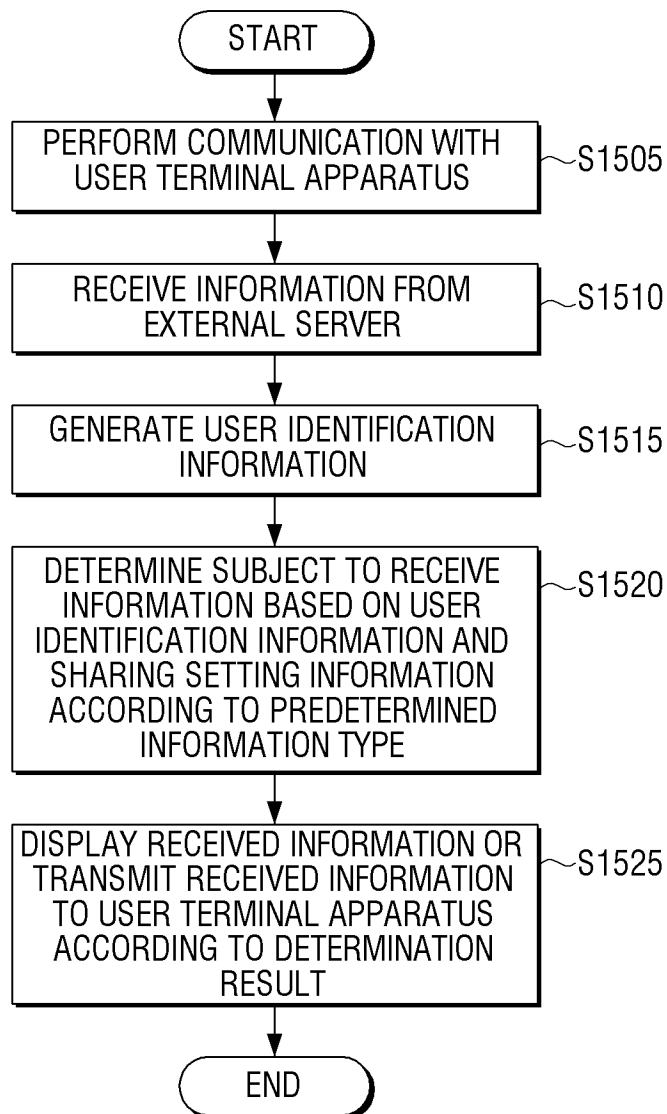 START
PERFORM COMMUNICATION WITH
USER TERMINAL APPARATUS
S1505
RECEIVE INFORMATION FROM
EXTERNAL SERVER
S1510
GENERATE USER IDENTIFICATION
INFORMATION
S1515
DETERMINE SUBJECT TO RECEIVE
INFORMATION BASED ON USER
IDENTIFICATION INFORMATION AND
SHARING SETTING INFORMATION
ACCORDING TO PREDETERMINED
INFORMATION TYPE
S1520
DISPLAY RECEIVED INFORMATION OR
TRANSMIT RECEIVED INFORMATION
TO USER TERMINAL APPARATUS
ACCORDING TO DETERMINATION
RESULT
S1525
END